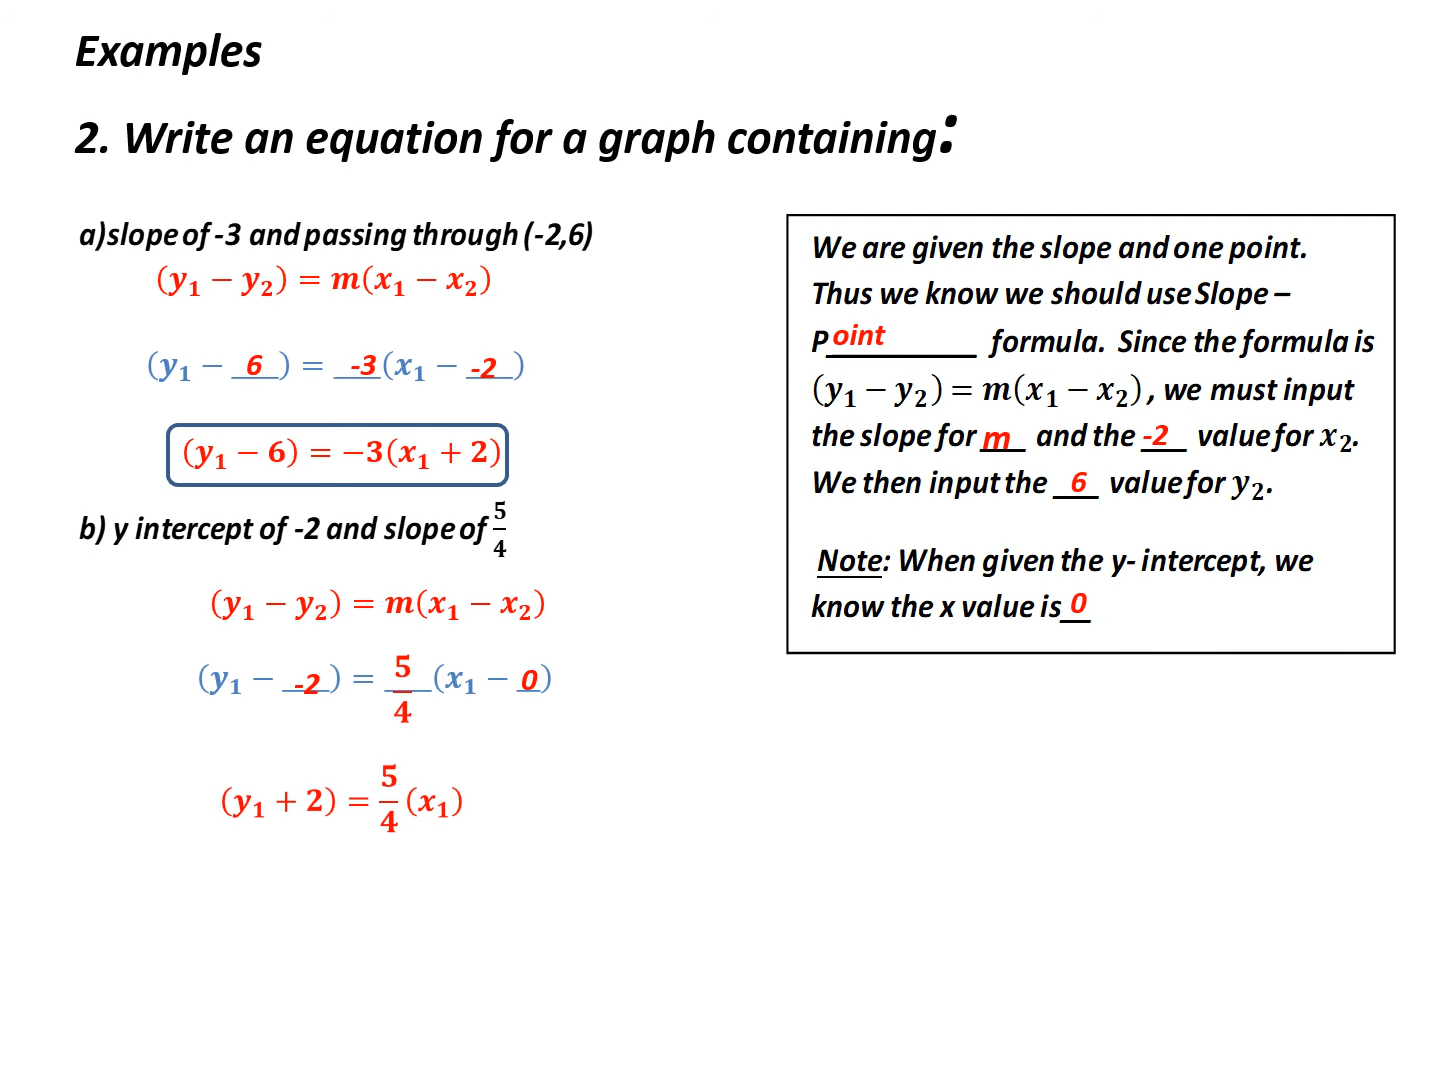 Examples
2. Write an equation for a graph containing:
a)slope of -3 and passing through (-2,6)
(y₁ − y₂) = m(x₁ − x₂)
(y₁ − 6) = -3(x₁ − -2)
(y₁ − 6) = −3(x₁ + 2)
b) y intercept of -2 and slope of 5/4
(y₁ − y₂) = m(x₁ − x₂)
(y₁ − -2) = 5/4 (x₁ − 0)
(y₁ + 2) = 5/4 (x₁)
We are given the slope and one point.
Thus we know we should use Slope –
Point formula. Since the formula is
(y₁ − y₂) = m(x₁ − x₂), we must input
the slope for m and the -2 value for x₂.
We then input the 6 value for y₂.
Note: When given the y- intercept, we
know the x value is 0